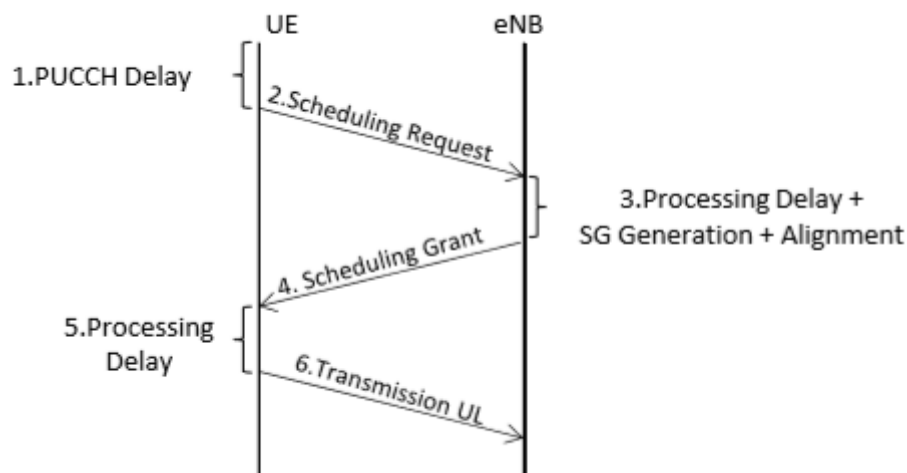 UE
eNB
1.PUCCH Delay
2.Scheduling Request
3.Processing Delay +
SG Generation + Alignment
4. Scheduling Grant
5.Processing
Delay
6.Transmission UL